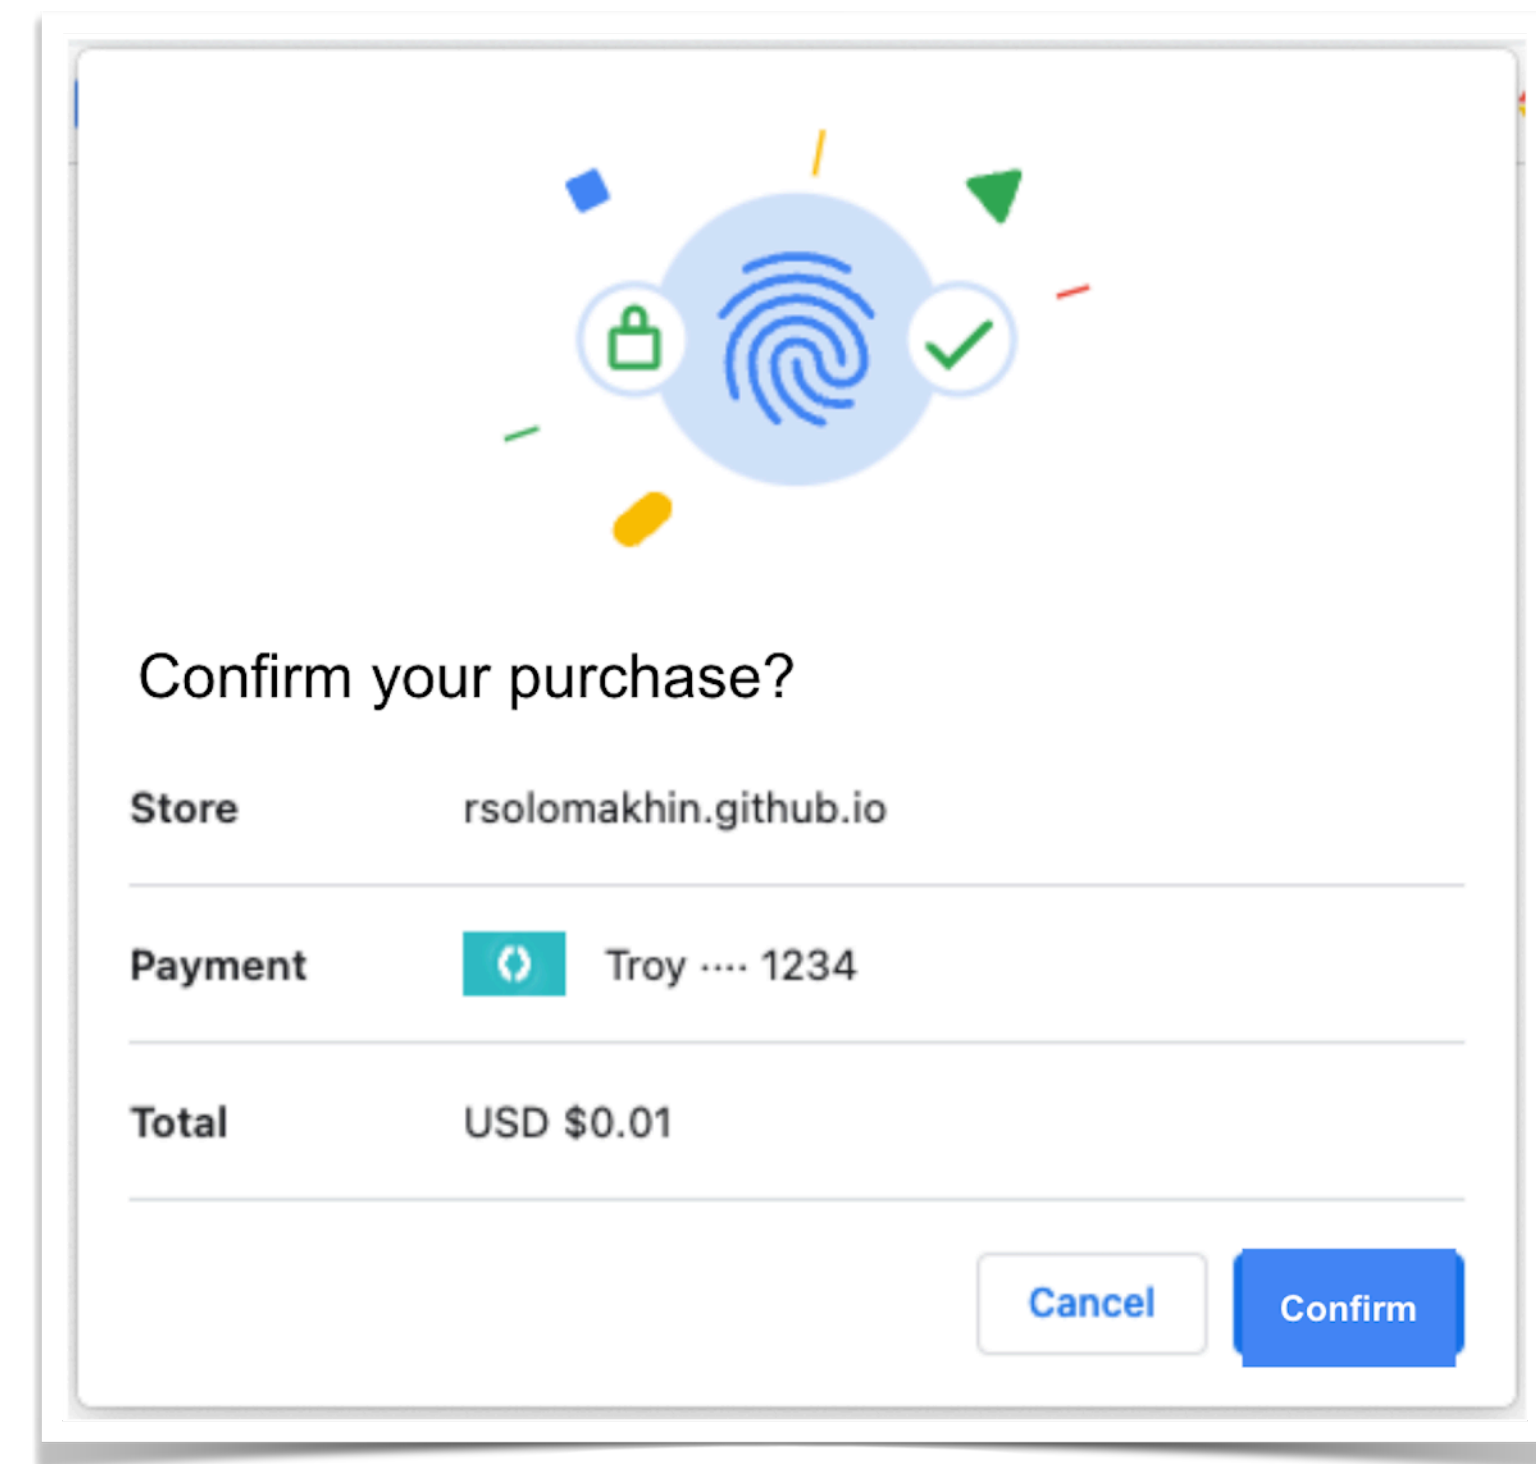 Confirm your purchase?
Store rsolomakhin.github.io
Payment Troy ···· 1234
Total USD $0.01
Cancel Confirm